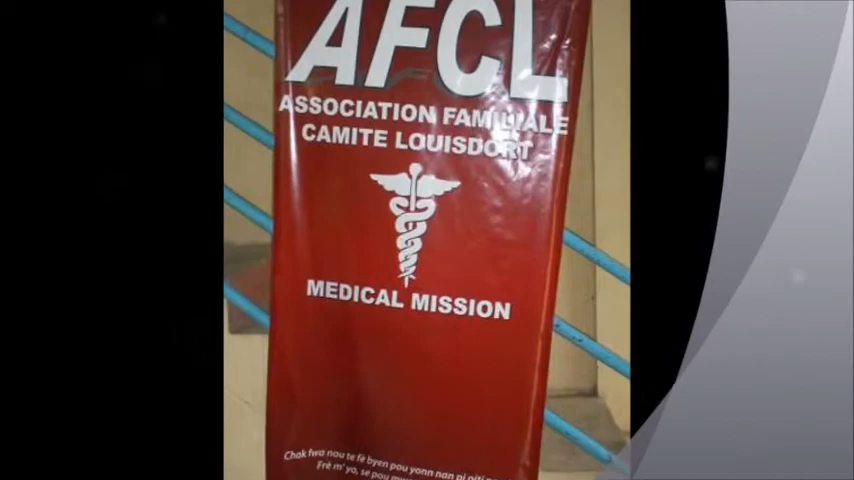 AFCL
ASSOCIATION FAMILIALE
CAMITE LOUISDORT
MEDICAL MISSION
Chak fwa nou te fè byen pou yonn nan pi piti
Frè m' yo, se pou